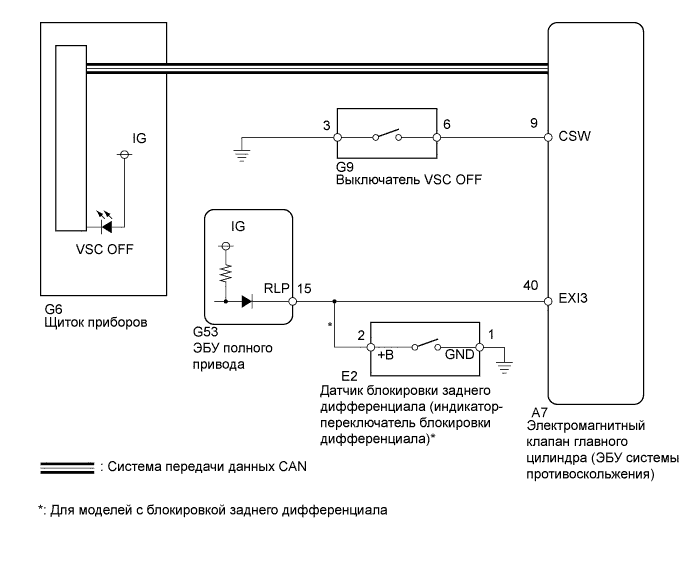 IG
VSC OFF
G6
Щиток приборов
3
6
G9
Выключатель VSC OFF
9
CSW
IG
RLP
15
G53
ЭБУ полного
привода
40
EXI3
*
2
+B
GND
1
E2
Датчик блокировки заднего
дифференциала (индикатор-
переключатель блокировки
дифференциала)*
A7
Электромагнитный
клапан главного
цилиндра (ЭБУ системы
противоскольжения)
: Система передачи данных CAN
*: Для моделей с блокировкой заднего дифференциала